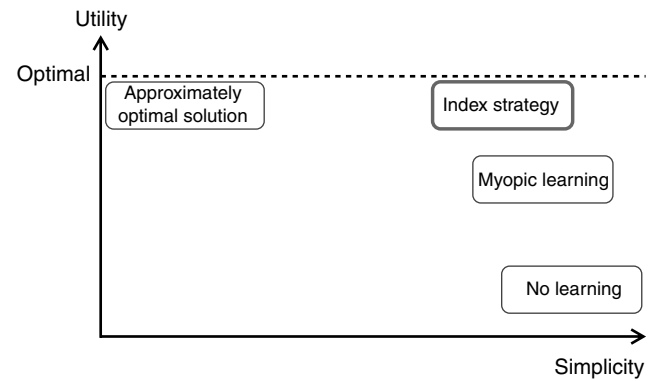 Utility
Optimal
Approximately
optimal solution
Index strategy
Myopic learning
No learning
Simplicity